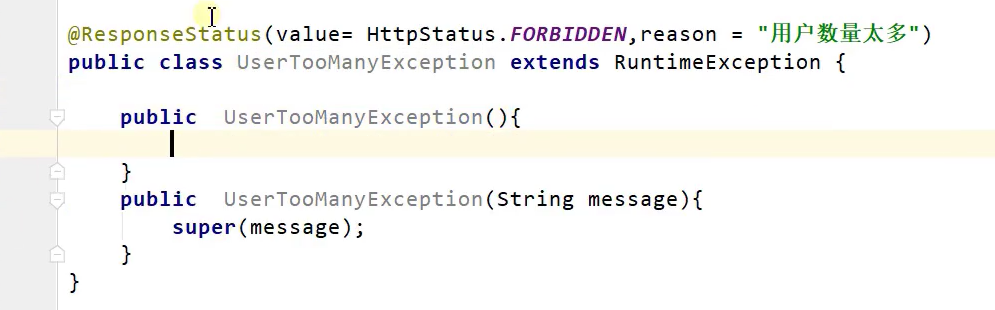 @ResponseStatus(value= HttpStatus.FORBIDDEN,reason = "用户数量太多")
public class UserTooManyException extends RuntimeException {
public  UserTooManyException(){
}
public  UserTooManyException(String message){
super(message);
}
}